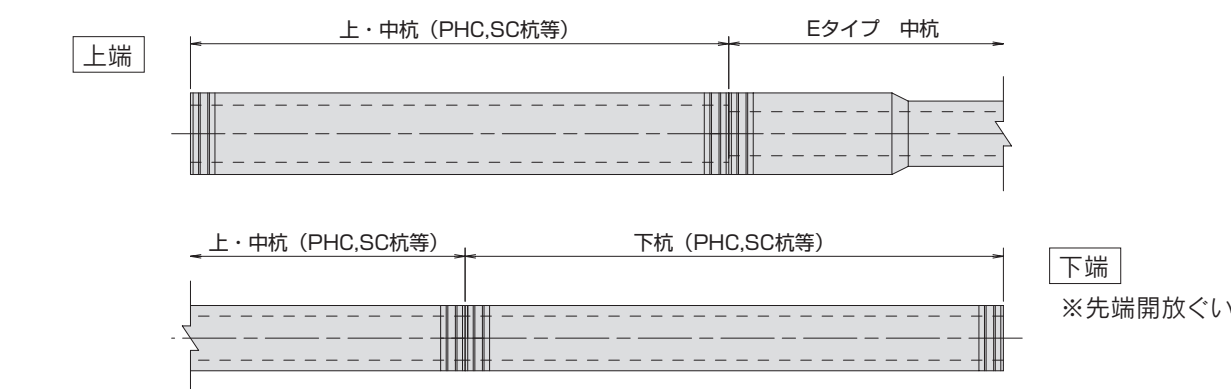 上・中杭（PHC,SC杭等）
Eタイプ　中杭
上端
上・中杭（PHC,SC杭等）
下杭（PHC,SC杭等）
下端
※先端開放ぐい